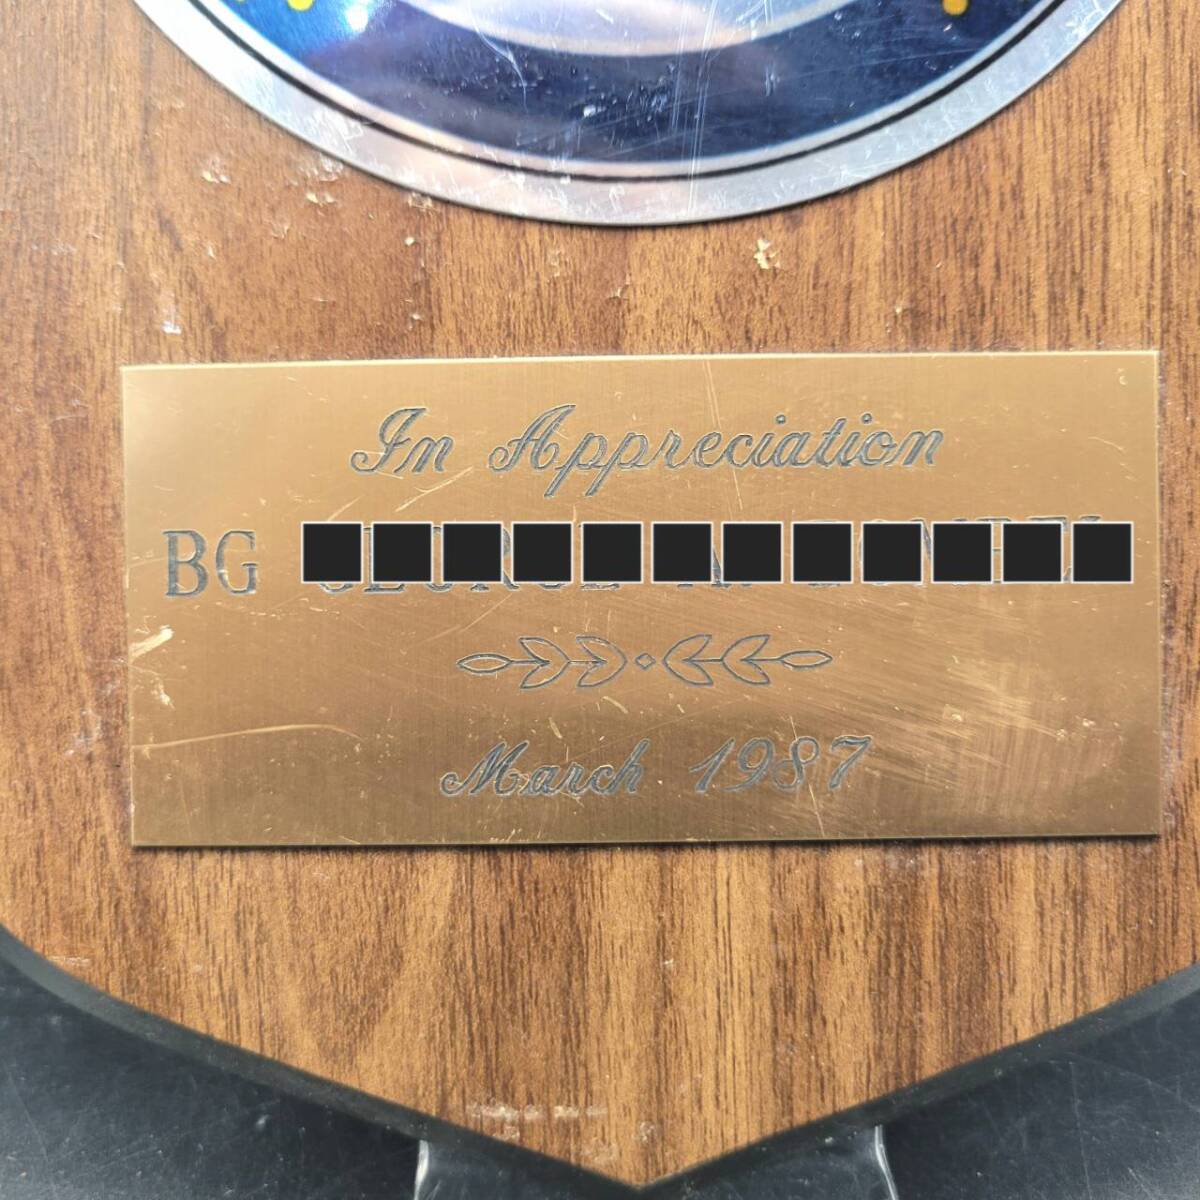 In Appreciation
BG
March 1987